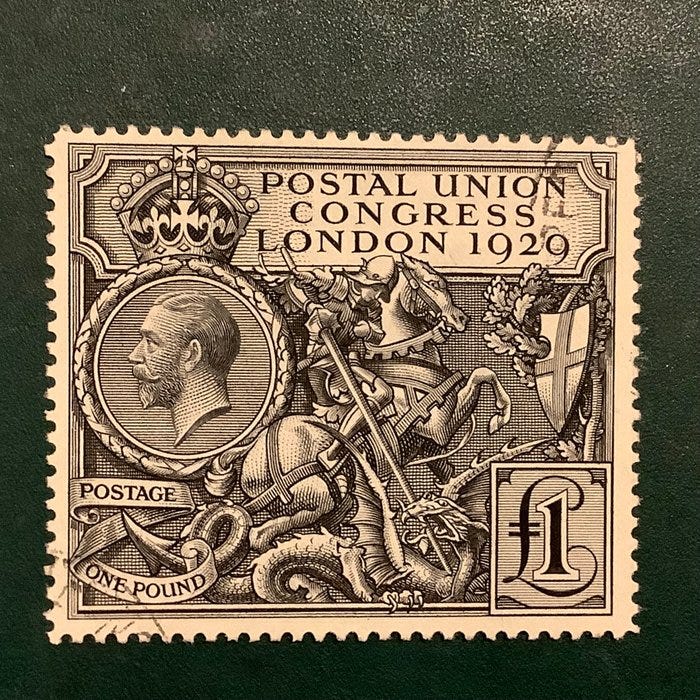 POSTAL UNION
CONGRESS
LONDON 1929
POSTAGE
ONE POUND
£1